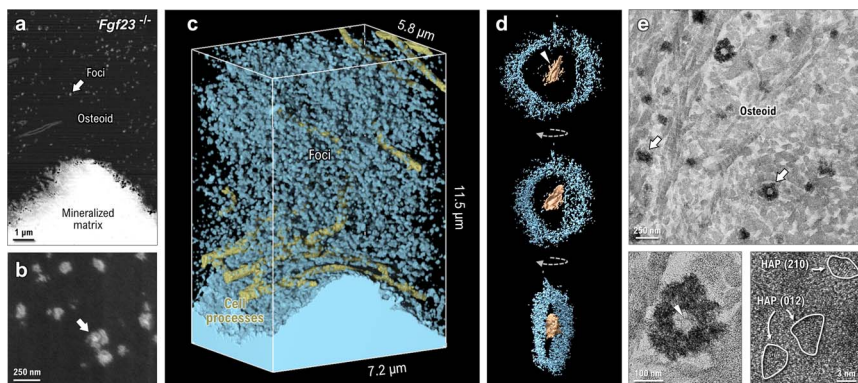 a
Fgf23 -/-
Foci
Osteoid
Mineralized
matrix
1 µm
b
250 nm
c
5.8 µm
Foci
11.5 µm
Cell
processes
7.2 µm
d
e
Osteoid
250 nm
100 nm
HAP (210)
HAP (012)
3 nm